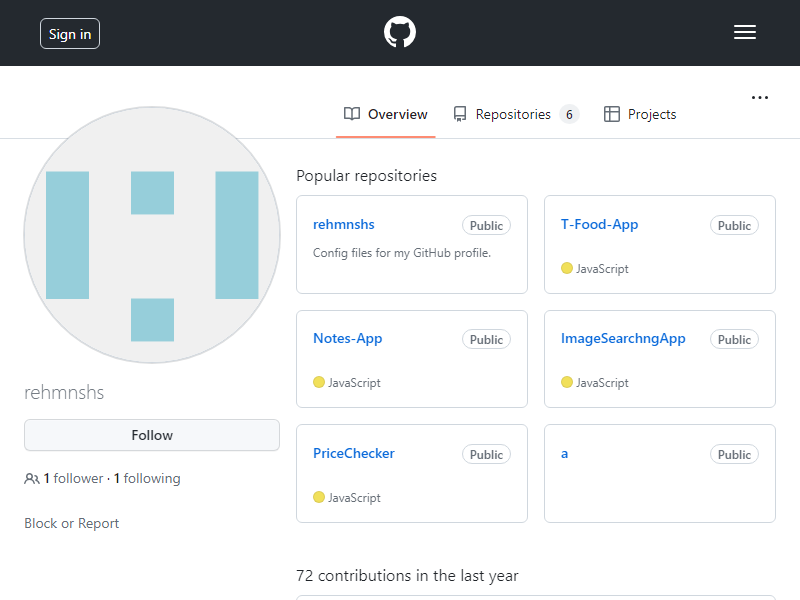 Sign in
Overview
Repositories 6
Projects
Popular repositories
rehmnshs Public
Config files for my GitHub profile.
T-Food-App Public
JavaScript
Notes-App Public
JavaScript
ImageSearchngApp Public
JavaScript
PriceChecker Public
JavaScript
a Public
rehmnshs
Follow
1 follower · 1 following
Block or Report
72 contributions in the last year